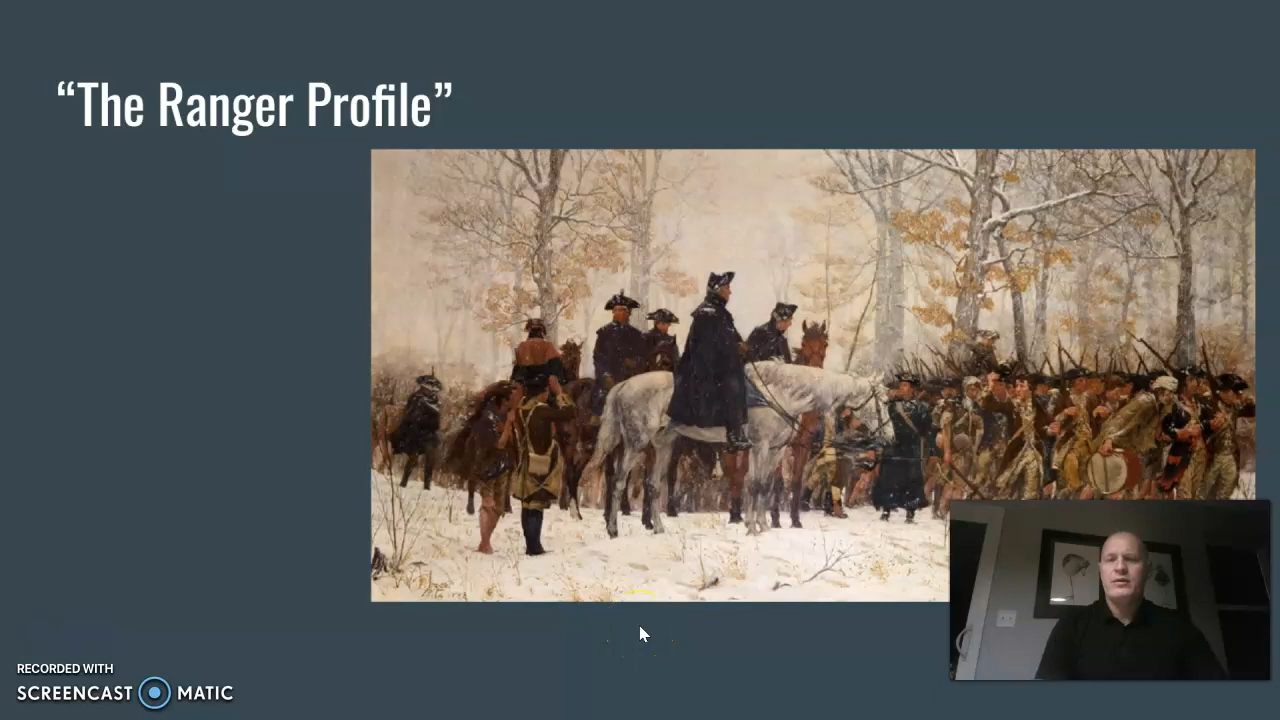 “The Ranger Profile”
RECORDED WITH
SCREENCAST MATIC